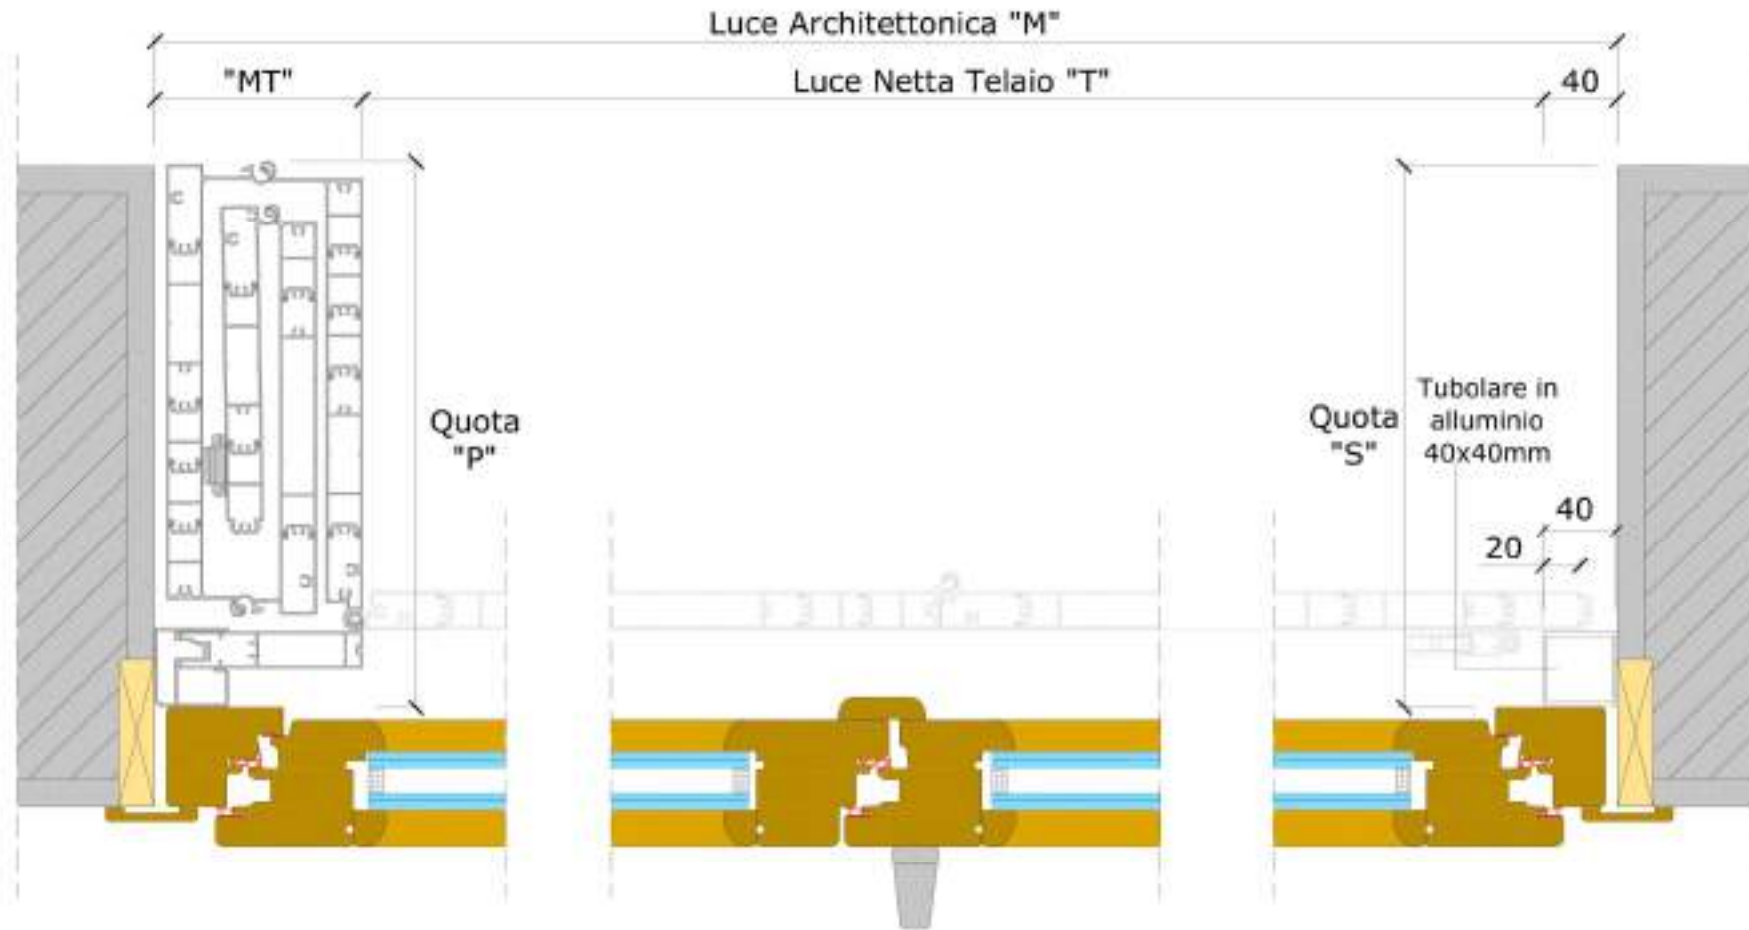 Luce Architettonica "M"
"MT"
Luce Netta Telaio "T"
40
Quota
"P"
Quota
"S"
Tubolare in
alluminio
40x40mm
40
20